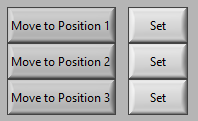 Move to Position 1 Set
Move to Position 2 Set
Move to Position 3 Set